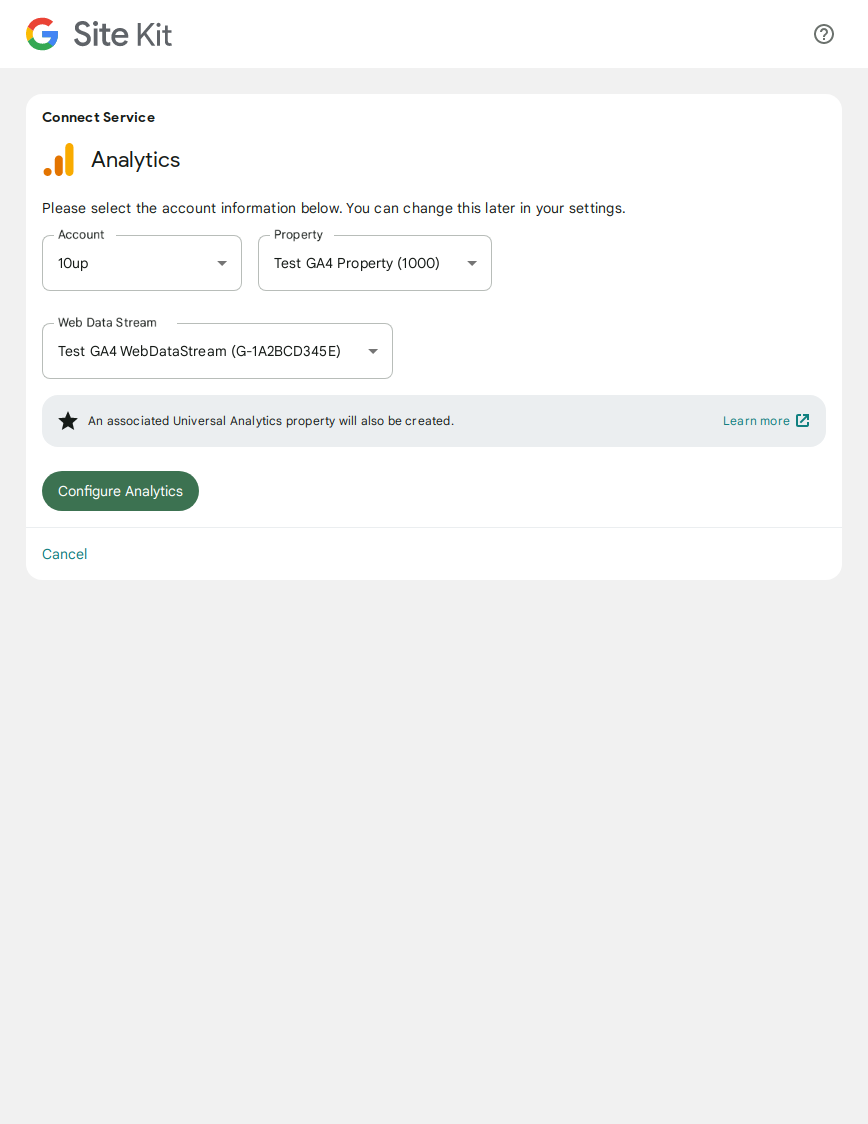 Site Kit
Connect Service
Analytics
Please select the account information below. You can change this later in your settings.
Account
10up
Property
Test GA4 Property (1000)
Web Data Stream
Test GA4 WebDataStream (G-1A2BCD345E)
An associated Universal Analytics property will also be created.
Learn more
Configure Analytics
Cancel